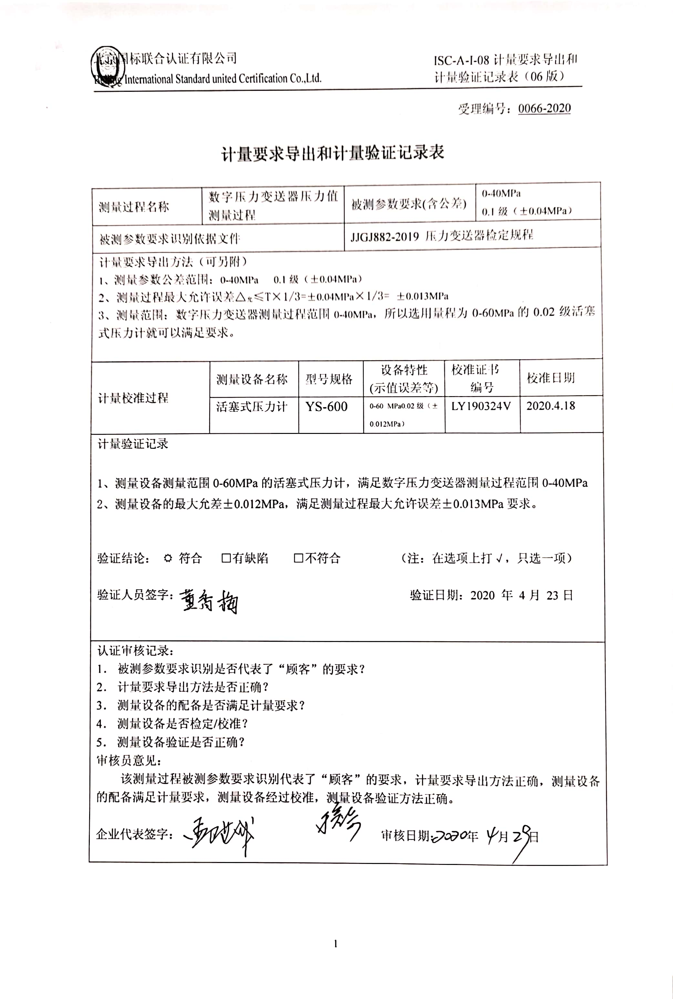 北京国标联合认证有限公司
Beijing International Standard united Certification Co.,Ltd.
ISC-A-I-08 计量要求导出和
计量验证记录表（06 版）
受理编号：0066-2020
计量要求导出和计量验证记录表
测量过程名称
数字压力变送器压力值
测量过程
被测参数要求(含公差)
0-40MPa
0.1 级（±0.04MPa）
被测参数要求识别依据文件
JJGJ882-2019 压力变送器检定规程
计量要求导出方法（可另附）
1、测量参数公差范围：0-40MPa 0.1 级（±0.04MPa）
2、测量过程最大允许误差△允≤T×1/3=±0.04MPa×1/3= ±0.013MPa
3、测量范围：数字压力变送器测量过程范围 0-40MPa，所以选用量程为 0-60MPa 的 0.02 级活塞
式压力计就可以满足要求。
计量校准过程
测量设备名称
型号规格
设备特性
(示值误差等)
校准证书
编号
校准日期
活塞式压力计
YS-600
0-60 MPa0.02 级（±
0.012MPa）
LY190324V
2020.4.18
计量验证记录
1、测量设备测量范围 0-60MPa 的活塞式压力计，满足数字压力变送器测量过程范围 0-40MPa
2、测量设备的最大允差±0.012MPa，满足测量过程最大允许误差±0.013MPa 要求。
验证结论： ☼ 符合 □有缺陷 □不符合 （注：在选项上打 √，只选一项）
验证人员签字：董香梅 验证日期：2020 年 4 月 23 日
认证审核记录：
1. 被测参数要求识别是否代表了“顾客”的要求？
2. 计量要求导出方法是否正确？
3. 测量设备的配备是否满足计量要求？
4. 测量设备是否检定/校准？
5. 测量设备验证是否正确？
审核员意见：
该测量过程被测参数要求识别代表了“顾客”的要求，计量要求导出方法正确，测量设备
的配备满足计量要求，测量设备经过校准，测量设备验证方法正确。
企业代表签字： 审核日期：2020年 4月29日
1